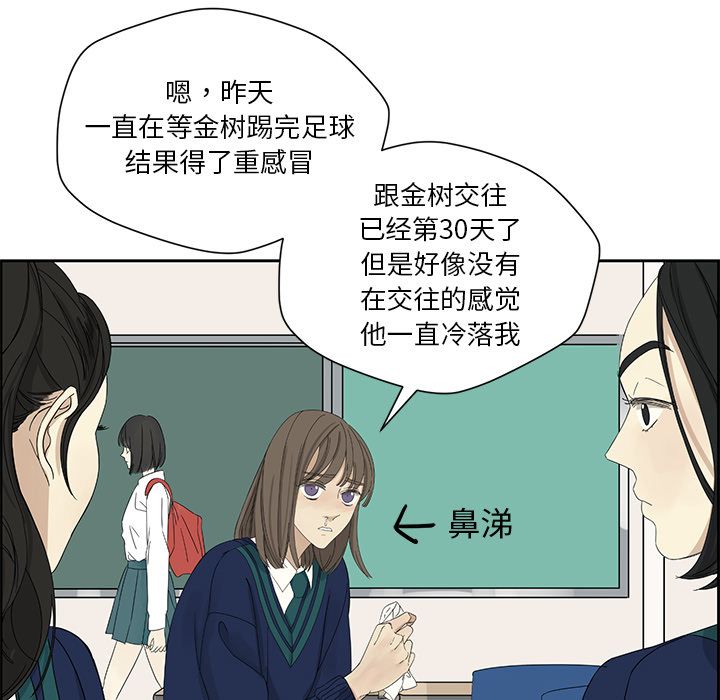 嗯，昨天
一直在等金树踢完足球
结果得了重感冒
跟金树交往
已经第30天了
但是好像没有
在交往的感觉
他一直冷落我
鼻涕